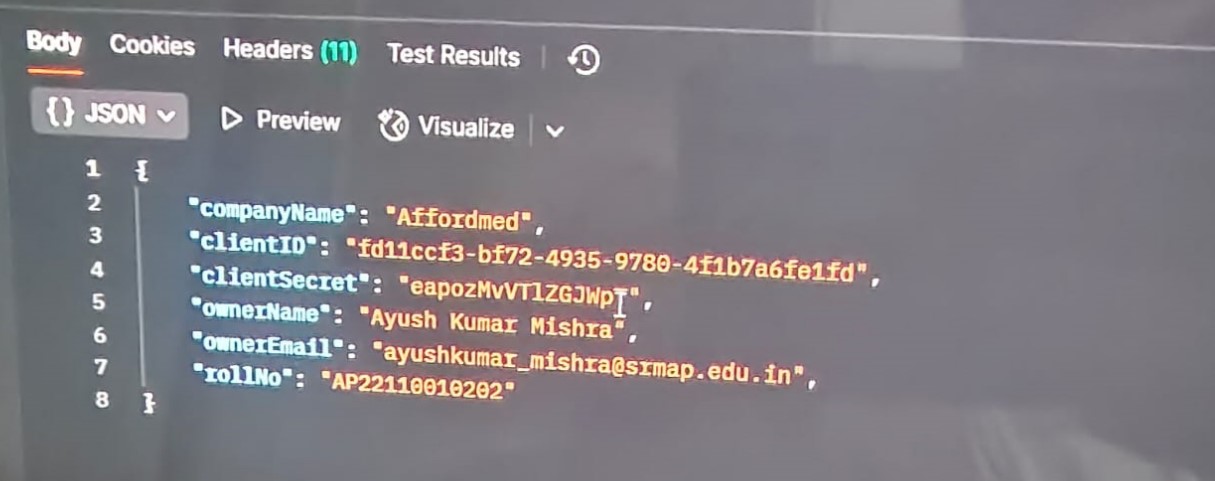 Body Cookies Headers (11) Test Results
{} JSON Preview Visualize
1 {
2 "companyName": "Affordmed",
3 "clientID": "fd11ccf3-bf72-4935-9780-4f1b7a6fe1fd",
4 "clientSecret":
5 "ownerName": "Ayush Kumar Mishra",
6 "ownerEmail": "ayushkumar_mishra@srmap.edu.in",
7 "rollNo": "AP22110010202"
8 }